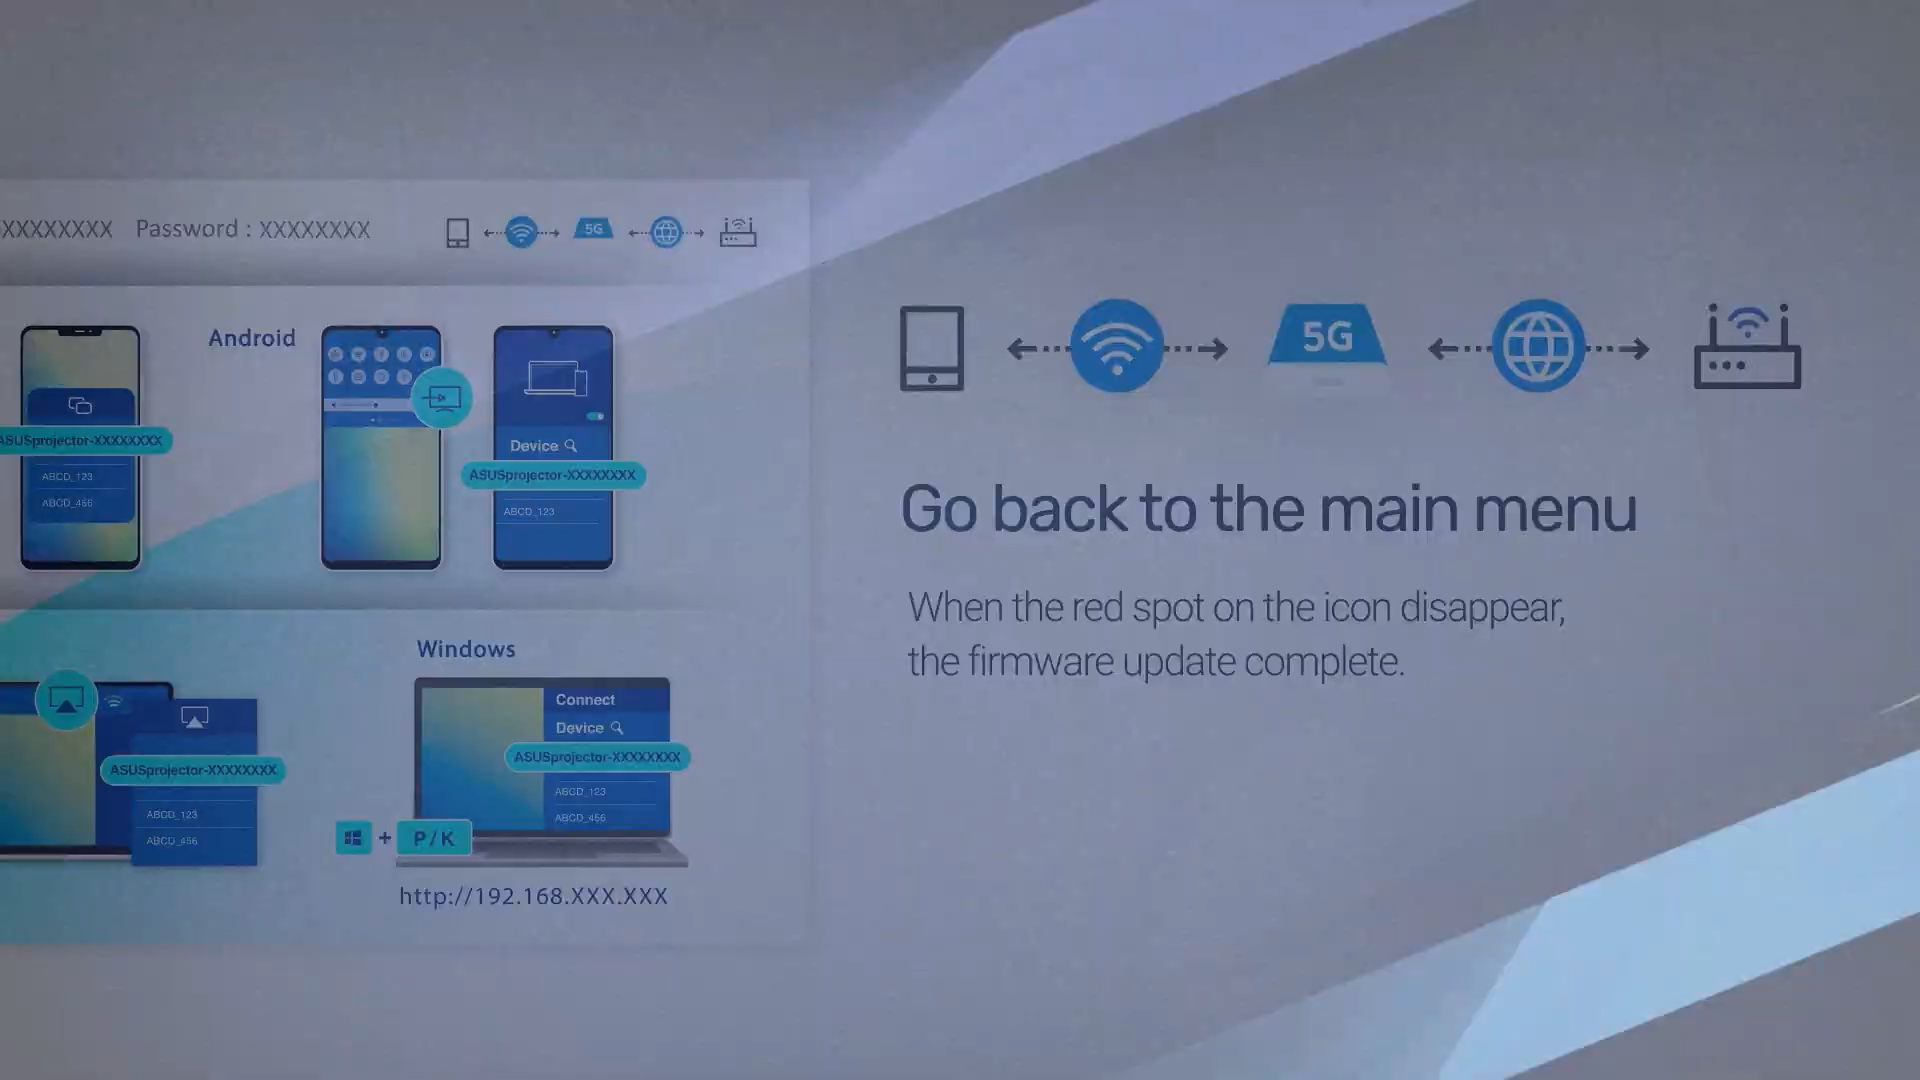 XXXXXXXX Password : XXXXXXXX
5G
Android
ASUSprojector-XXXXXXXX
ABCD_123
ABCD_456
Device
ASUSprojector-XXXXXXXX
ABCD_123
ASUSprojector-XXXXXXXX
ABCD_123
ABCD_456
Windows
Connect
Device
ASUSprojector-XXXXXXXX
ABCD_123
ABCD_456
+ P / K
http://192.168.XXX.XXX
5G
Go back to the main menu
When the red spot on the icon disappear,
the firmware update complete.